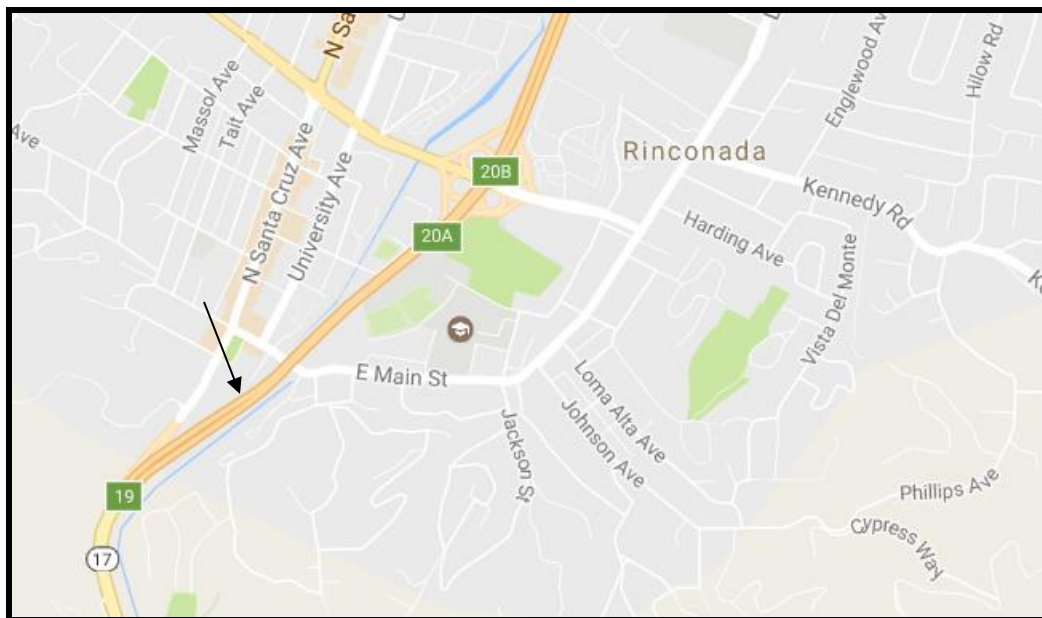 N Sa
Massol Ave
Tait Ave
Ave
N Santa Cruz Ave
University Ave
20B
20A
Rinconada
Englewood Av
Hilow Rd
Kennedy Rd
Harding Ave
Vista Del Monte
E Main St
Loma Alta Ave
Johnson Ave
Jackson St
Phillips Ave
Cypress Way
19
17